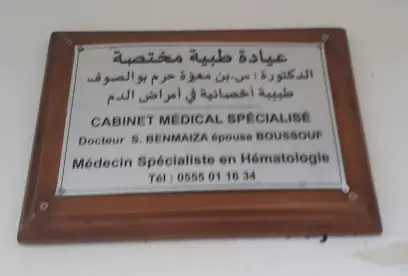 عيادة طبية مختصة
الدكتورة : س.بن معيزة حرم بوالصوف
طبيبة أخصائية في أمراض الدم
CABINET MÉDICAL SPÉCIALISÉ
Docteur S. BENMAIZA épouse BOUSSOUF
Médecin Spécialiste en Hématologie
Tél : 0555 01 16 34